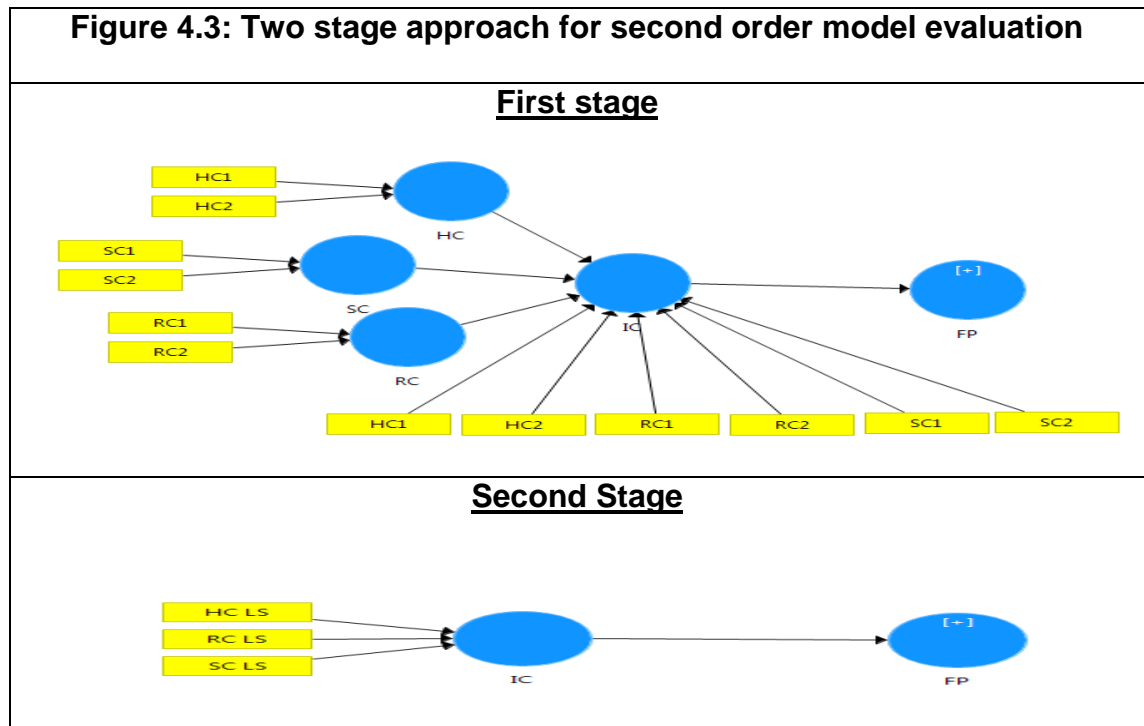 Figure 4.3: Two stage approach for second order model evaluation
First stage
HC1
HC2
HC
SC1
SC2
SC
RC1
RC2
RC
IC
[+]
FP
HC1 HC2 RC1 RC2 SC1 SC2
Second Stage
HC LS
RC LS
SC LS
IC
[+]
FP